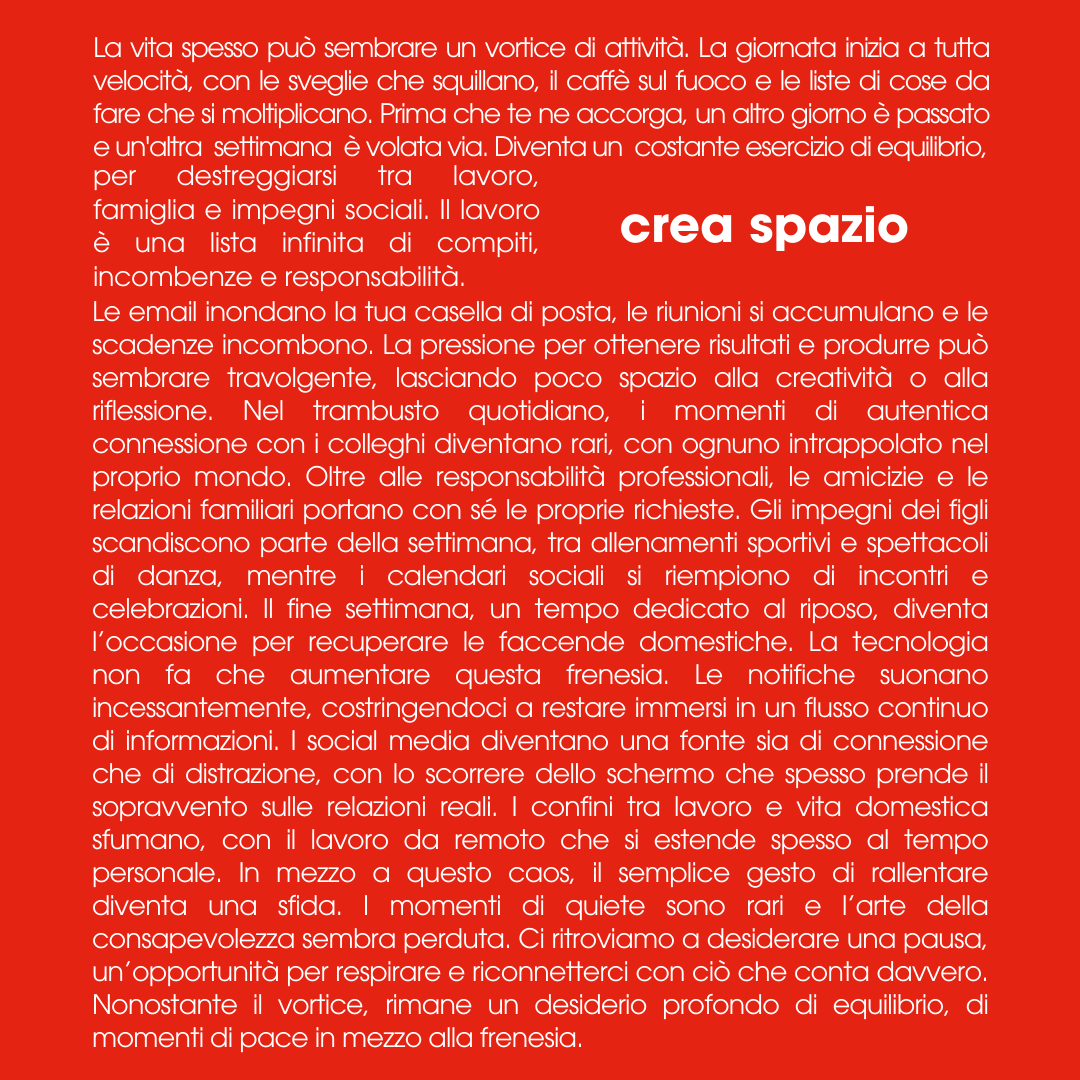 La vita spesso può sembrare un vortice di attività. La giornata inizia a tutta
velocità, con le sveglie che squillano, il caffè sul fuoco e le liste di cose da
fare che si moltiplicano. Prima che te ne accorga, un altro giorno è passato
e un'altra settimana è volata via. Diventa un costante esercizio di equilibrio,
per destreggiarsi tra lavoro,
famiglia e impegni sociali. Il lavoro
è una lista infinita di compiti,
incombenze e responsabilità.
crea spazio
Le email inondano la tua casella di posta, le riunioni si accumulano e le
scadenze incombono. La pressione per ottenere risultati e produrre può
sembrare travolgente, lasciando poco spazio alla creatività o alla
riflessione. Nel trambusto quotidiano, i momenti di autentica
connessione con i colleghi diventano rari, con ognuno intrappolato nel
proprio mondo. Oltre alle responsabilità professionali, le amicizie e le
relazioni familiari portano con sé le proprie richieste. Gli impegni dei figli
scandiscono parte della settimana, tra allenamenti sportivi e spettacoli
di danza, mentre i calendari sociali si riempiono di incontri e
celebrazioni. Il fine settimana, un tempo dedicato al riposo, diventa
l’occasione per recuperare le faccende domestiche. La tecnologia
non fa che aumentare questa frenesia. Le notifiche suonano
incessantemente, costringendoci a restare immersi in un flusso continuo
di informazioni. I social media diventano una fonte sia di connessione
che di distrazione, con lo scorrere dello schermo che spesso prende il
sopravvento sulle relazioni reali. I confini tra lavoro e vita domestica
sfumano, con il lavoro da remoto che si estende spesso al tempo
personale. In mezzo a questo caos, il semplice gesto di rallentare
diventa una sfida. I momenti di quiete sono rari e l’arte della
consapevolezza sembra perduta. Ci ritroviamo a desiderare una pausa,
un’opportunità per respirare e riconnetterci con ciò che conta davvero.
Nonostante il vortice, rimane un desiderio profondo di equilibrio, di
momenti di pace in mezzo alla frenesia.